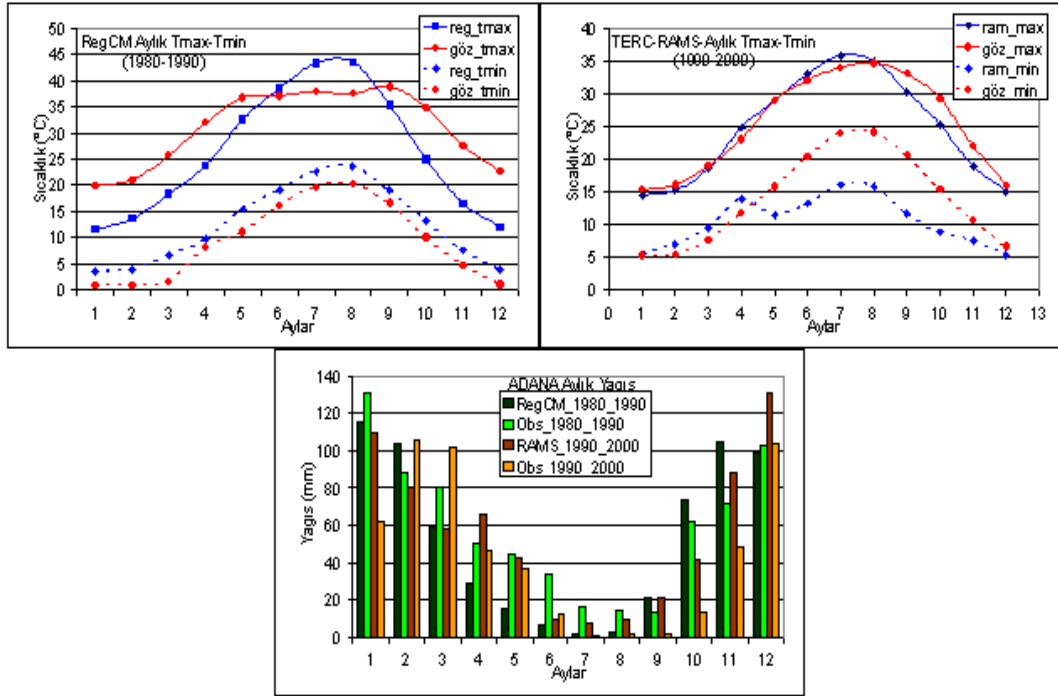 RegCM Aylık Tmax-Tmin
(1980-1990)
reg_tmax
göz_tmax
reg_tmin
göz_tmin
Sıcaklık (°C)
50
45
40
35
30
25
20
15
10
5
0
1 2 3 4 5 6 7 8 9 10 11 12
Aylar
TERC-RAMS-Aylık Tmax-Tmin
(1990-2000)
ram_max
göz_max
ram_min
göz_min
Sıcaklık (°C)
40
35
30
25
20
15
10
5
0
0 1 2 3 4 5 6 7 8 9 10 11 12 13
Aylar
ADANA Aylık Yagıs
RegCM_1980_1990
Obs_1980_1990
RAMS_1990_2000
Obs_1990_2000
Yagıs (mm)
140
120
100
80
60
40
20
0
1 2 3 4 5 6 7 8 9 10 11 12
Aylar